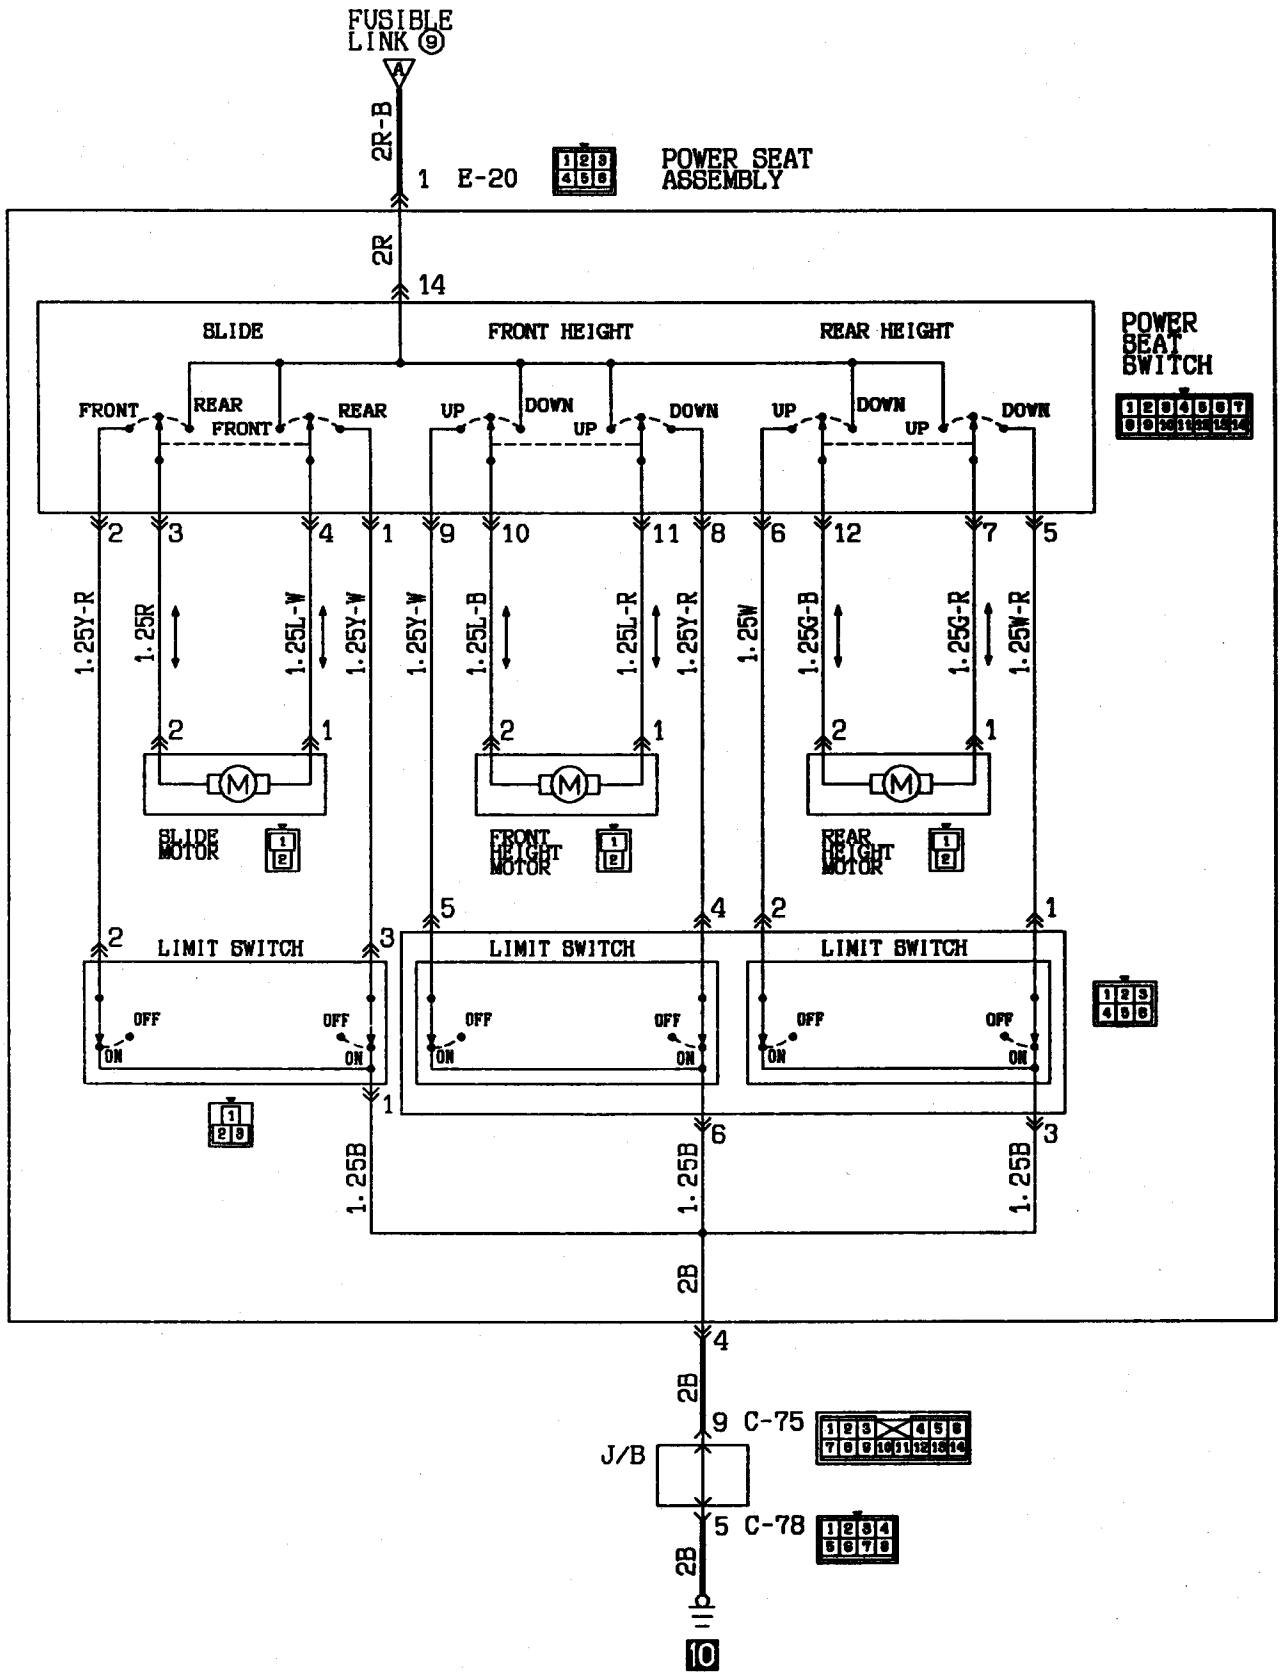 FUSIBLE
LINK ⑨
A
2R-B
1 E-20
1 2 3
4 5 6
POWER SEAT
ASSEMBLY
2R
14
SLIDE FRONT HEIGHT REAR HEIGHT
POWER
SEAT
SWITCH
1 2 3 4 5 6 7
8 9 10 11 12 13 14
FRONT REAR FRONT REAR
UP DOWN UP DOWN
UP DOWN UP DOWN
2 3 4 1 9 10 11 8 6 12 7 5
1.25Y-R
1.25R
1.25L-W
1.25Y-W
1.25Y-W
1.25L-B
1.25L-R
1.25Y-R
1.25W
1.25G-B
1.25G-R
1.25W-R
2 1 2 1 2 1
M M M
SLIDE
MOTOR
1
2
FRONT
HEIGHT
MOTOR
1
2
REAR
HEIGHT
MOTOR
1
2
2 3 5 4 2 1
LIMIT SWITCH LIMIT SWITCH LIMIT SWITCH
1 2 3
4 5 6
OFF OFF OFF OFF OFF OFF
ON ON ON ON ON ON
1 6 3
1
2 3
1.25B
1.25B
1.25B
2B
4
2B
9 C-75
1 2 3 4 5 6
7 8 9 10 11 12 13 14
J/B
5 C-78
1 2 3 4
5 6 7 8
2B
10